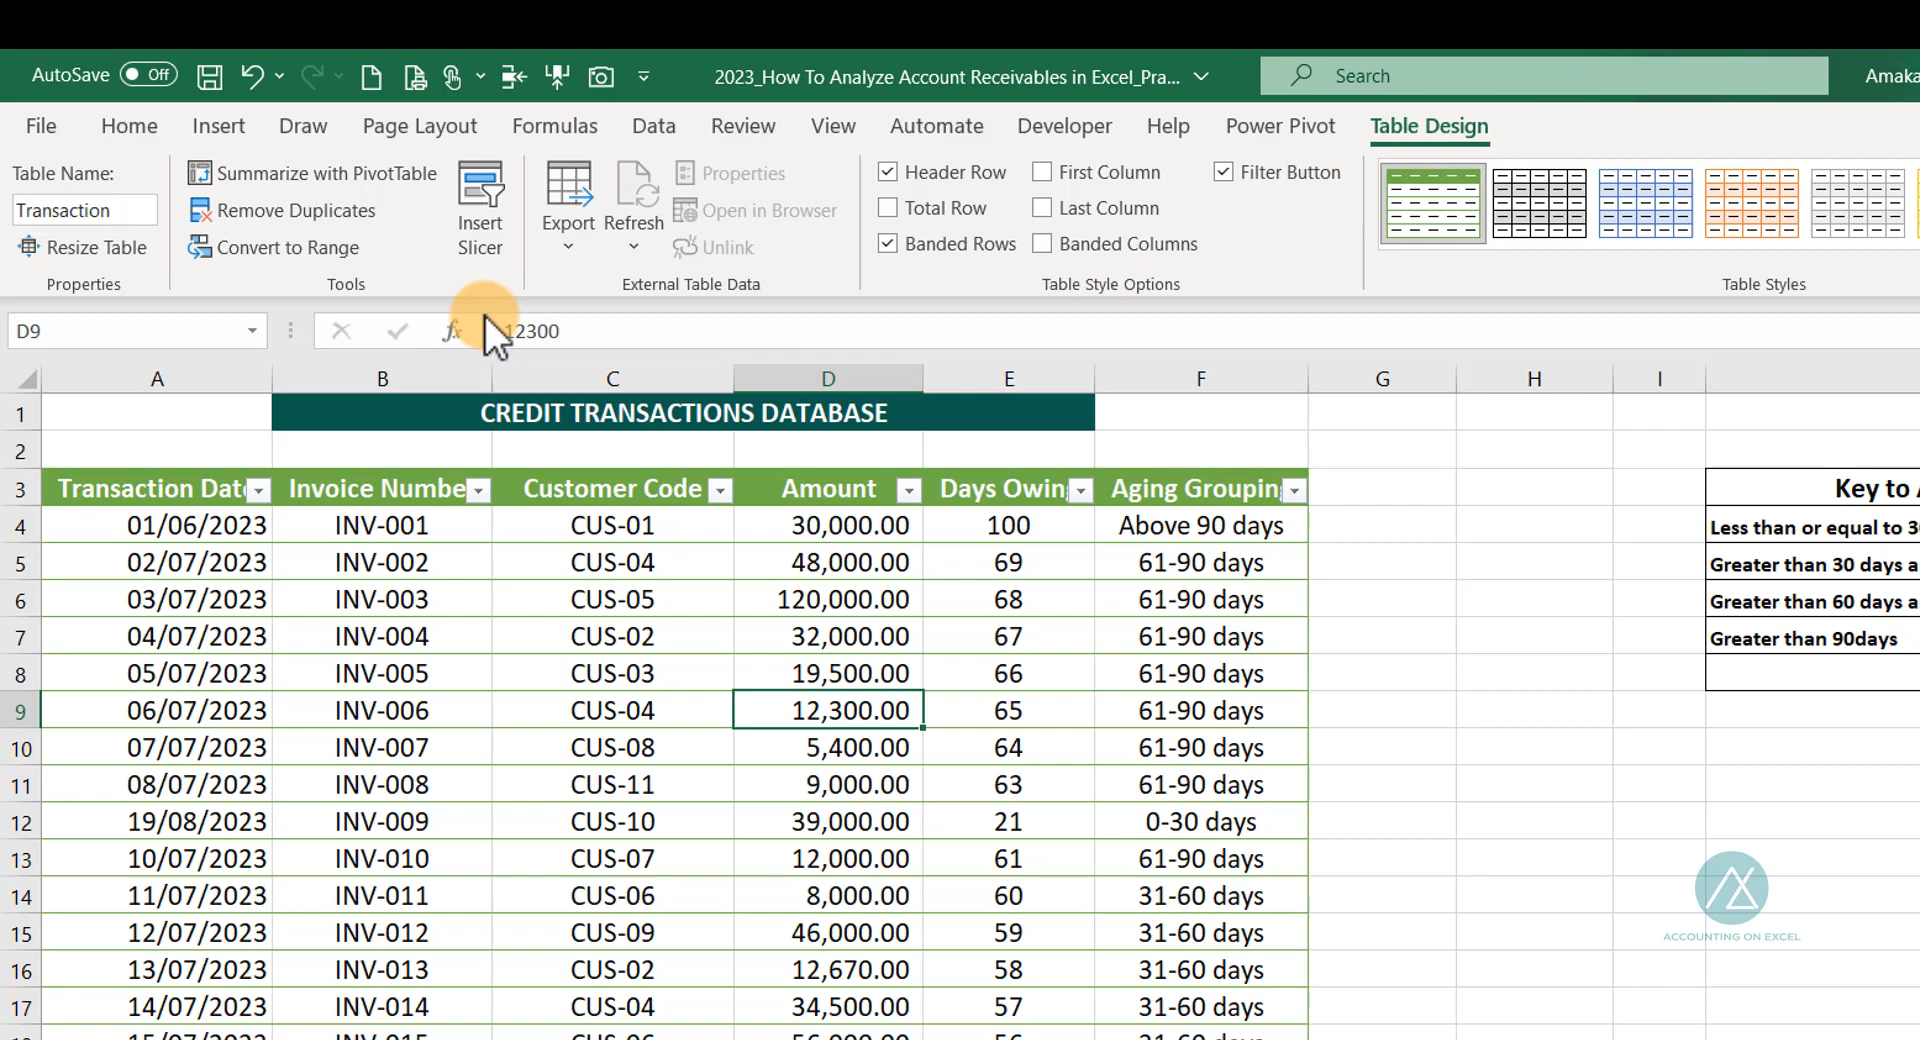 AutoSave Off 2023_How To Analyze Account Receivables in Excel_Pra... Search Amaka
File Home Insert Draw Page Layout Formulas Data Review View Automate Developer Help Power Pivot Table Design
Table Name:
Transaction
Resize Table
Properties
Summarize with PivotTable
Remove Duplicates
Convert to Range
Insert
Slicer
Tools
Export
Refresh
Properties
Open in Browser
Unlink
External Table Data
Header Row First Column Filter Button
Total Row Last Column
Banded Rows Banded Columns
Table Style Options
Table Styles
D9 fx 12300
A B C D E F G H I
1 CREDIT TRANSACTIONS DATABASE
2
3 Transaction Date Invoice Numbe Customer Code Amount Days Owin Aging Groupin Key to
4 01/06/2023 INV-001 CUS-01 30,000.00 100 Above 90 days Less than or equal to 3
5 02/07/2023 INV-002 CUS-04 48,000.00 69 61-90 days Greater than 30 days a
6 03/07/2023 INV-003 CUS-05 120,000.00 68 61-90 days Greater than 60 days a
7 04/07/2023 INV-004 CUS-02 32,000.00 67 61-90 days Greater than 90days
8 05/07/2023 INV-005 CUS-03 19,500.00 66 61-90 days
9 06/07/2023 INV-006 CUS-04 12,300.00 65 61-90 days
10 07/07/2023 INV-007 CUS-08 5,400.00 64 61-90 days
11 08/07/2023 INV-008 CUS-11 9,000.00 63 61-90 days
12 19/08/2023 INV-009 CUS-10 39,000.00 21 0-30 days
13 10/07/2023 INV-010 CUS-07 12,000.00 61 61-90 days
14 11/07/2023 INV-011 CUS-06 8,000.00 60 31-60 days
15 12/07/2023 INV-012 CUS-09 46,000.00 59 31-60 days
16 13/07/2023 INV-013 CUS-02 12,670.00 58 31-60 days
17 14/07/2023 INV-014 CUS-04 34,500.00 57 31-60 days
ACCOUNTING ON EXCEL